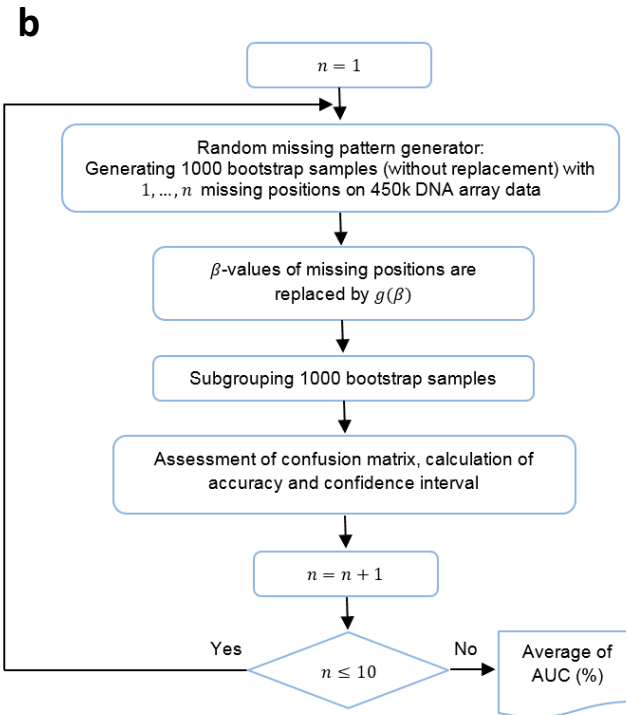 b
n = 1
Random missing pattern generator:
Generating 1000 bootstrap samples (without replacement) with
1, ..., n missing positions on 450k DNA array data
β-values of missing positions are
replaced by g(β)
Subgrouping 1000 bootstrap samples
Assessment of confusion matrix, calculation of
accuracy and confidence interval
n = n + 1
Yes
n ≤ 10
No
Average of
AUC (%)